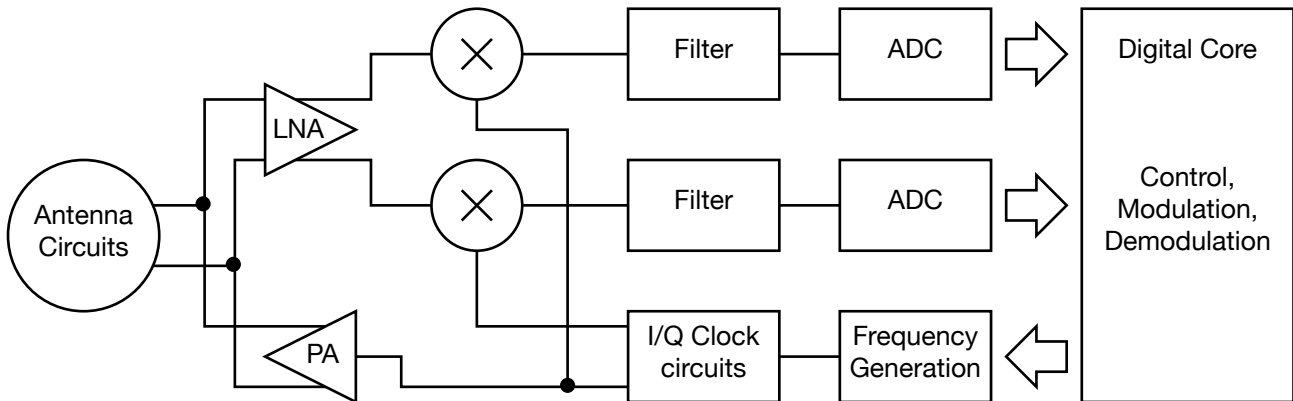 Filter
ADC
Digital Core
LNA
Antenna
Circuits
Filter
ADC
Control,
Modulation,
Demodulation
PA
I/Q Clock
circuits
Frequency
Generation